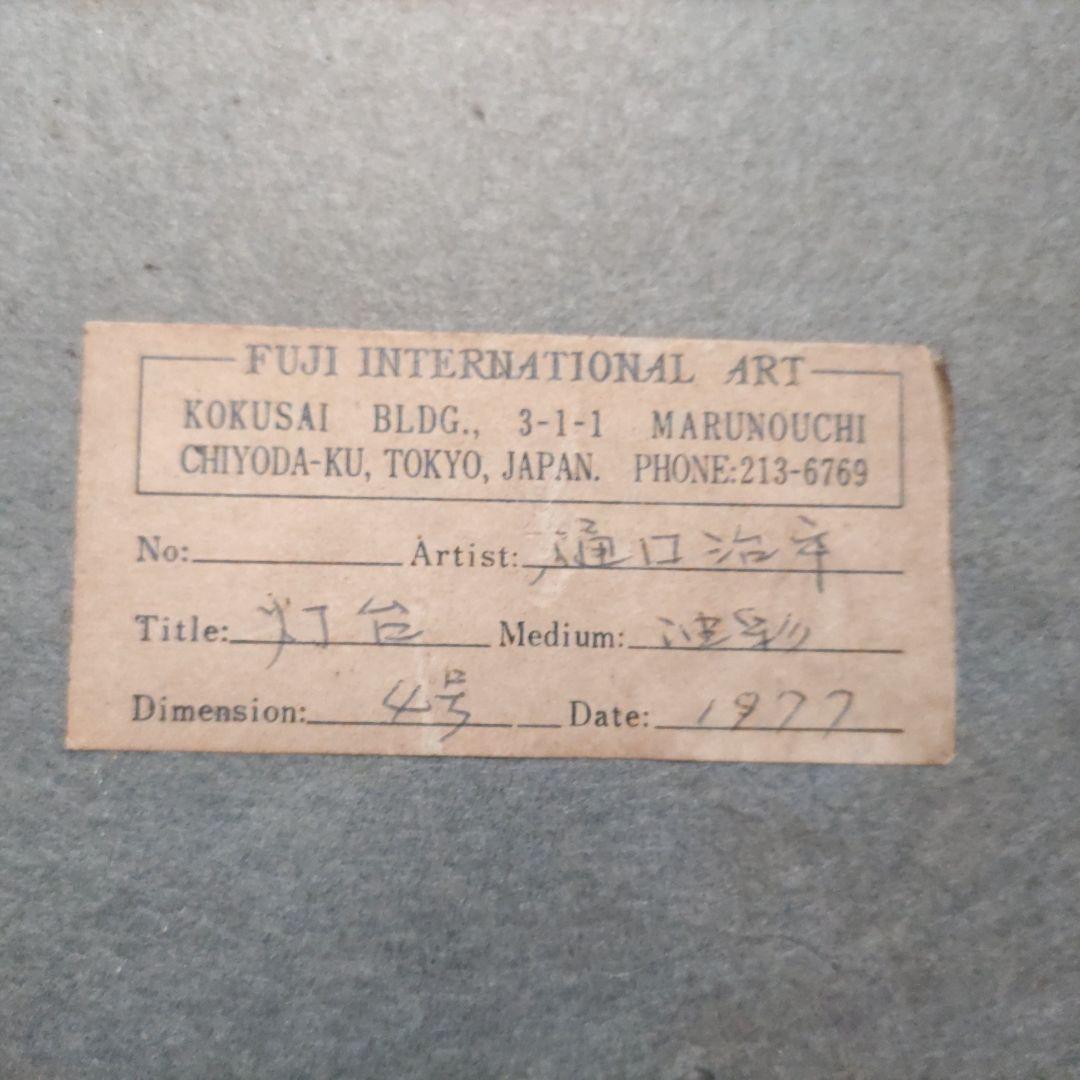 FUJI INTERNATIONAL ART
KOKUSAI BLDG., 3-1-1 MARUNOUCHI
CHIYODA-KU, TOKYO, JAPAN. PHONE:213-6769
No: Artist: 樋口治平
Title: 灯台 Medium: 油彩
Dimension: 4号 Date: 1977